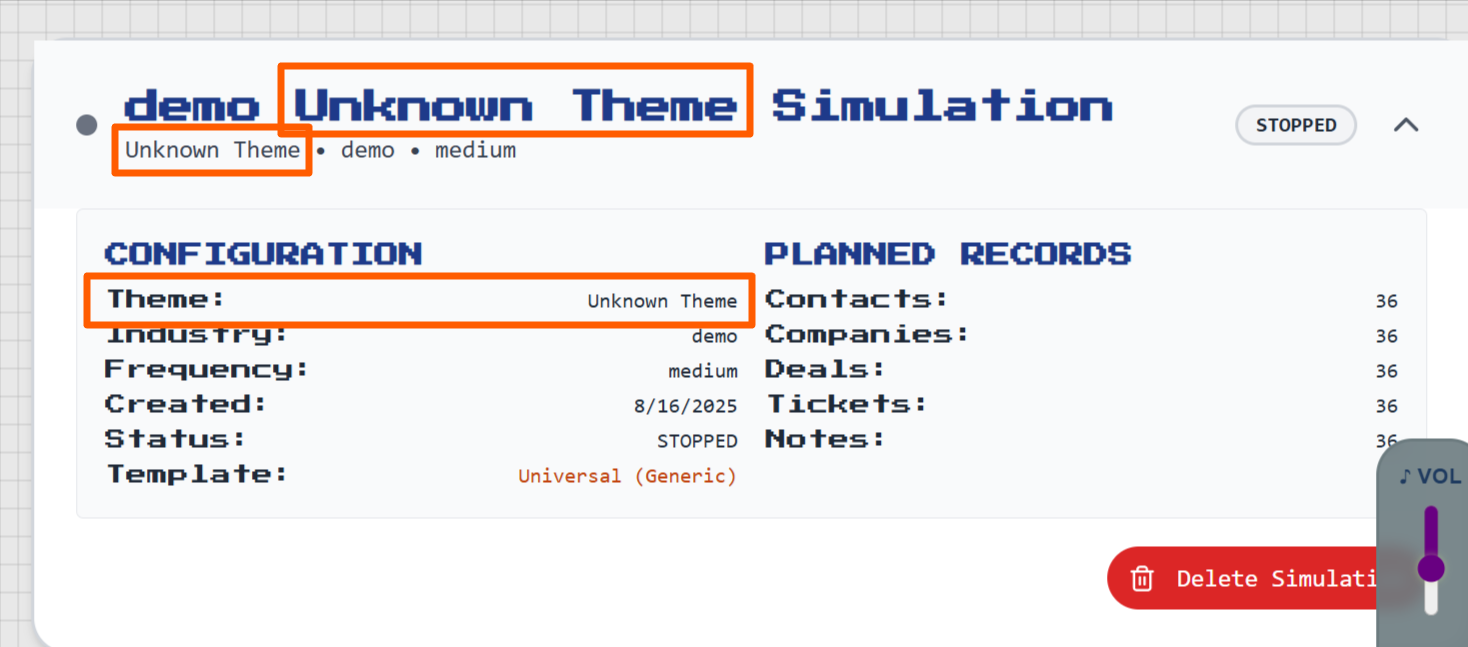 demo Unknown Theme Simulation
Unknown Theme • demo • medium
STOPPED
CONFIGURATION
Theme: Unknown Theme
Industry: demo
Frequency: medium
Created: 8/16/2025
Status: STOPPED
Template: Universal (Generic)
PLANNED RECORDS
Contacts: 36
Companies: 36
Deals: 36
Tickets: 36
Notes: 36
♪ VOL
Delete Simulati